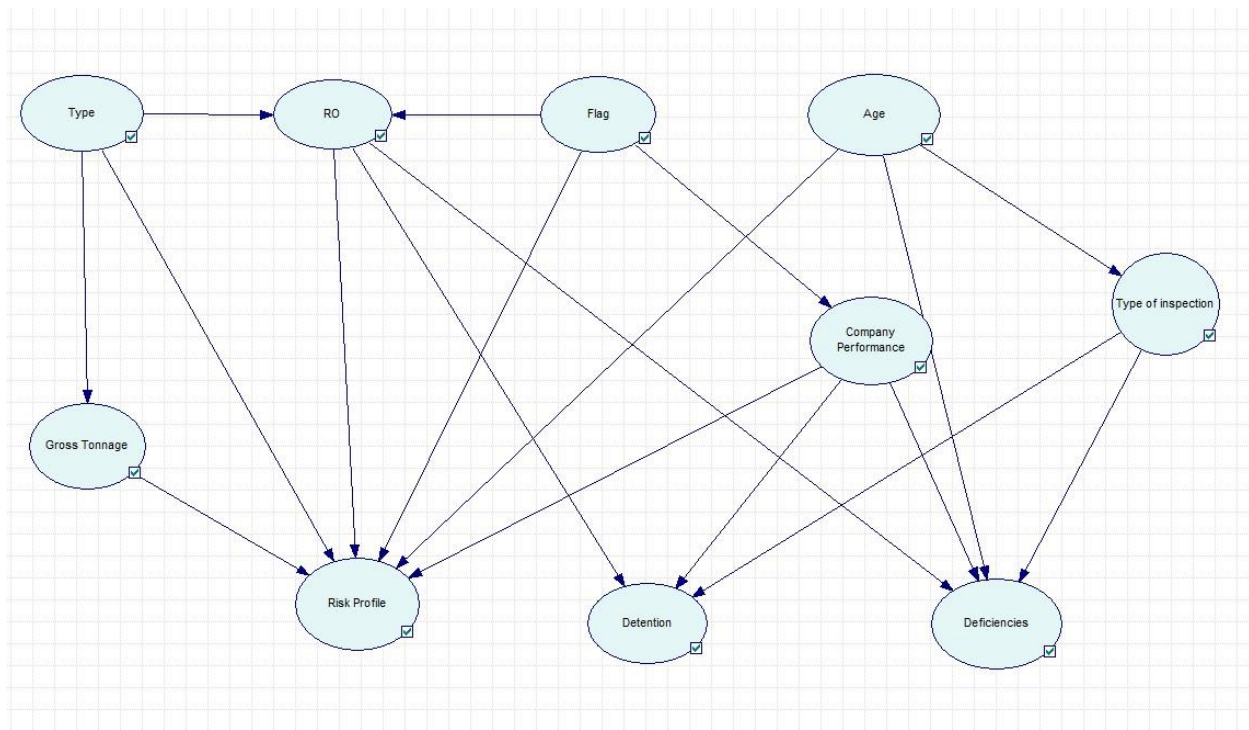 Type
RO
Flag
Age
Type of inspection
Company
Performance
Gross Tonnage
Risk Profile
Detention
Deficiencies